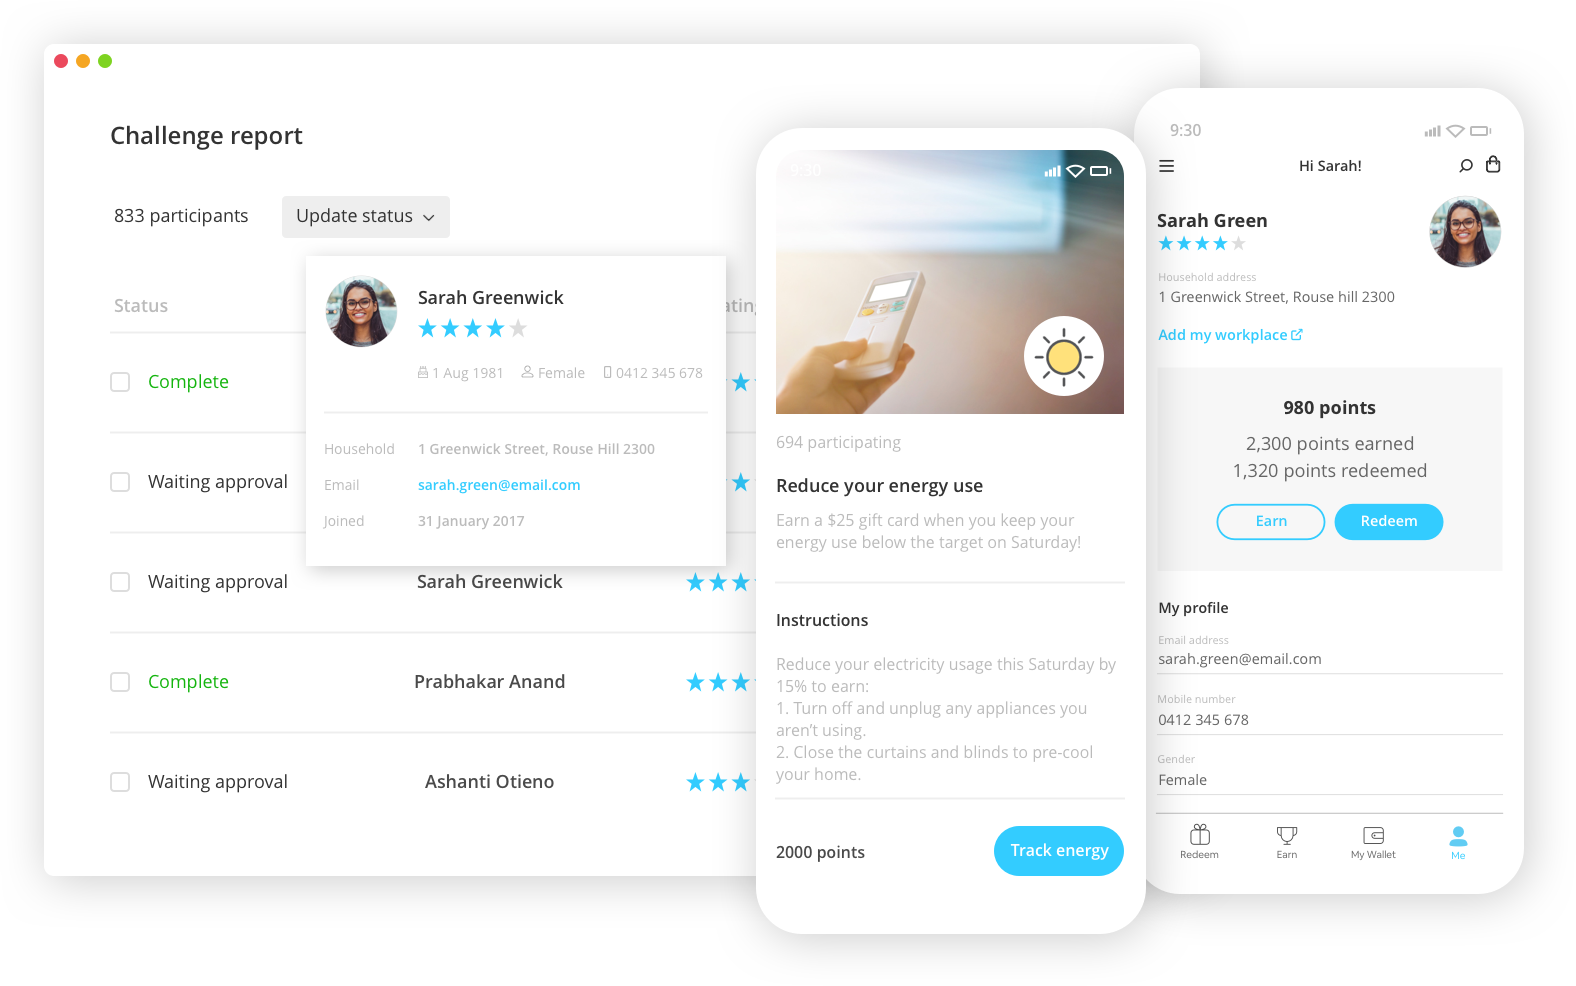 Challenge report
833 participants
Update status
Status
ating
Complete
Waiting approval
Waiting approval
Sarah Greenwick
Complete
Prabhakar Anand
Waiting approval
Ashanti Otieno
Sarah Greenwick
1 Aug 1981
Female
0412 345 678
Household
1 Greenwick Street, Rouse Hill 2300
Email
sarah.green@email.com
Joined
31 January 2017
9:30
694 participating
Reduce your energy use
Earn a $25 gift card when you keep your
energy use below the target on Saturday!
Instructions
Reduce your electricity usage this Saturday by
15% to earn:
1. Turn off and unplug any appliances you
aren’t using.
2. Close the curtains and blinds to pre-cool
your home.
2000 points
Track energy
9:30
Hi Sarah!
Sarah Green
Household address
1 Greenwick Street, Rouse hill 2300
Add my workplace
980 points
2,300 points earned
1,320 points redeemed
Earn
Redeem
My profile
Email address
sarah.green@email.com
Mobile number
0412 345 678
Gender
Female
Redeem
Earn
My Wallet
Me